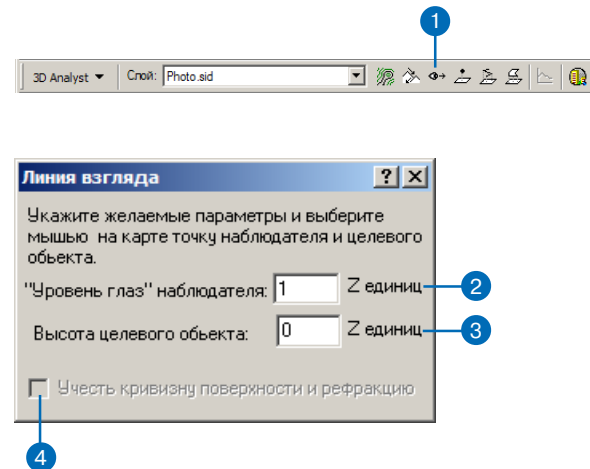 1
3D Analyst Слой: Photo.sid
Линия взгляда
Укажите желаемые параметры и выберите
мышью на карте точку наблюдателя и целевого
обьекта.
"Уровень глаз" наблюдателя: 1 Z единиц 2
Высота целевого обьекта: 0 Z единиц 3
Учесть кривизну поверхности и рефракцию
4